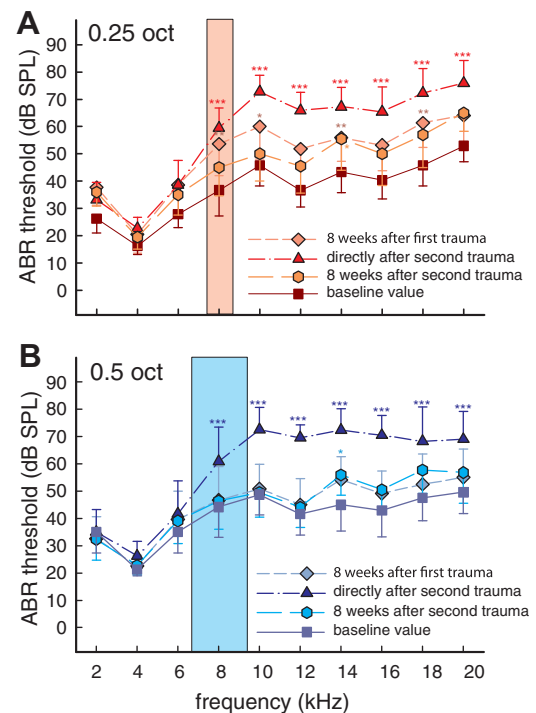 A
0.25 oct
ABR threshold (dB SPL)
90
80
70
60
50
40
30
20
10
0
***
***
***
***
***
***
***
*
**
*
**
8 weeks after first trauma
directly after second trauma
8 weeks after second trauma
baseline value
B
0.5 oct
ABR threshold (dB SPL)
90
80
70
60
50
40
30
20
10
0
***
***
***
***
***
***
***
*
8 weeks after first trauma
directly after second trauma
8 weeks after second trauma
baseline value
2 4 6 8 10 12 14 16 18 20
frequency (kHz)